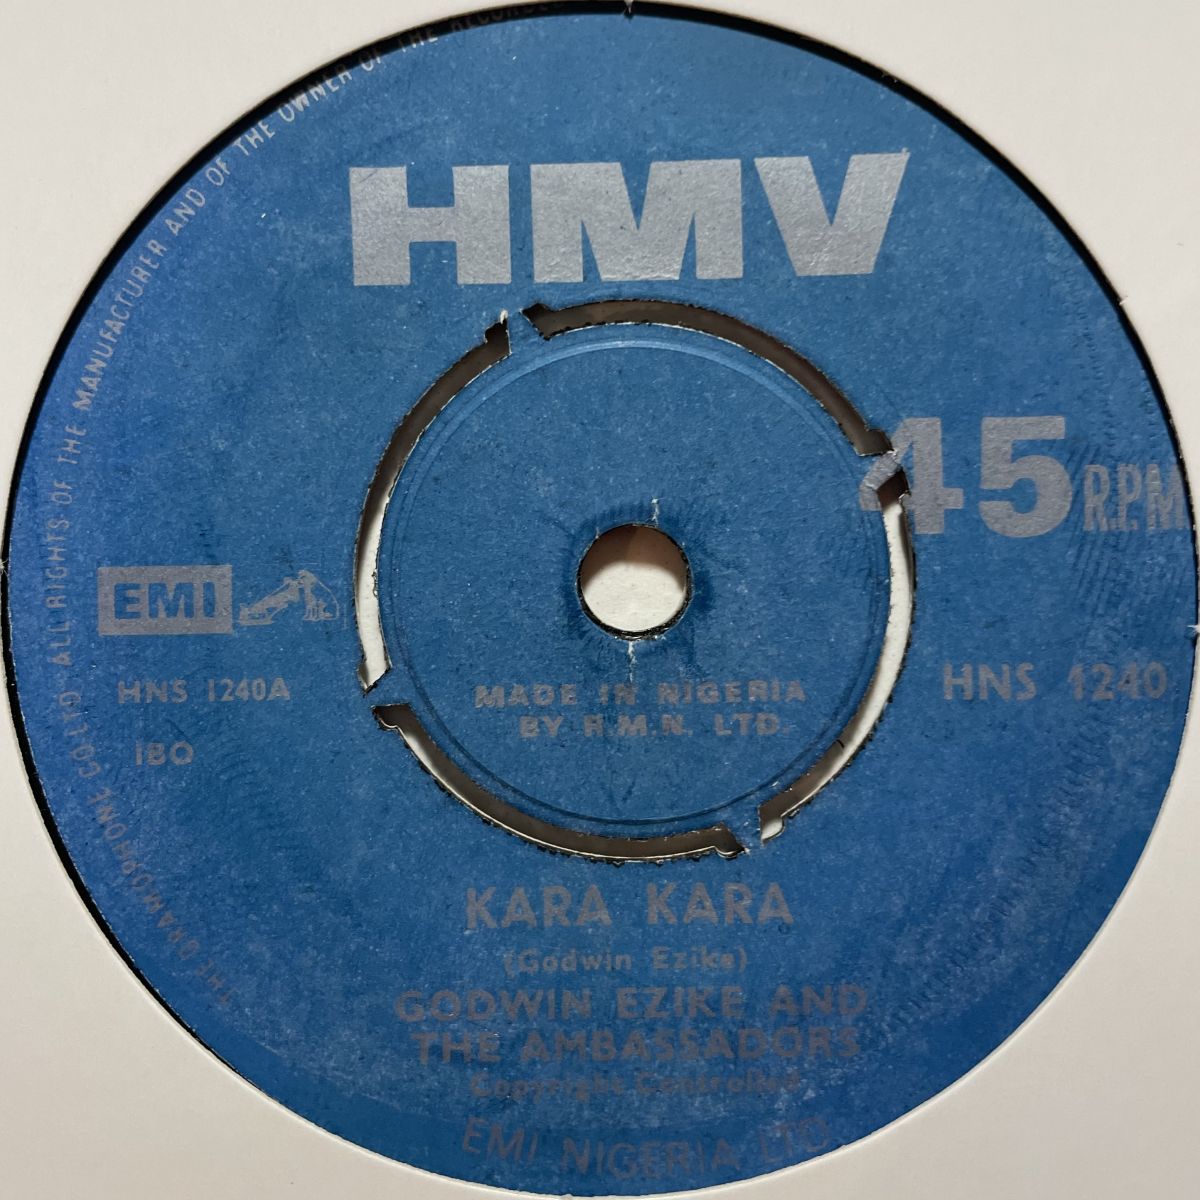 THE GRAMOPHONE CO LTD ALL RIGHTS OF THE MANUFACTURER AND OF THE OWNER OF THE RECORDED
HMV
45 R.P.M
EMI
HNS 1240A
HNS 1240
IBO
MADE IN NIGERIA
BY R.M.N. LTD.
KARA KARA
(Godwin Ezike)
GODWIN EZIKE AND
THE AMBASSADORS
Copyright Controlled
EMI NIGERIA LTD